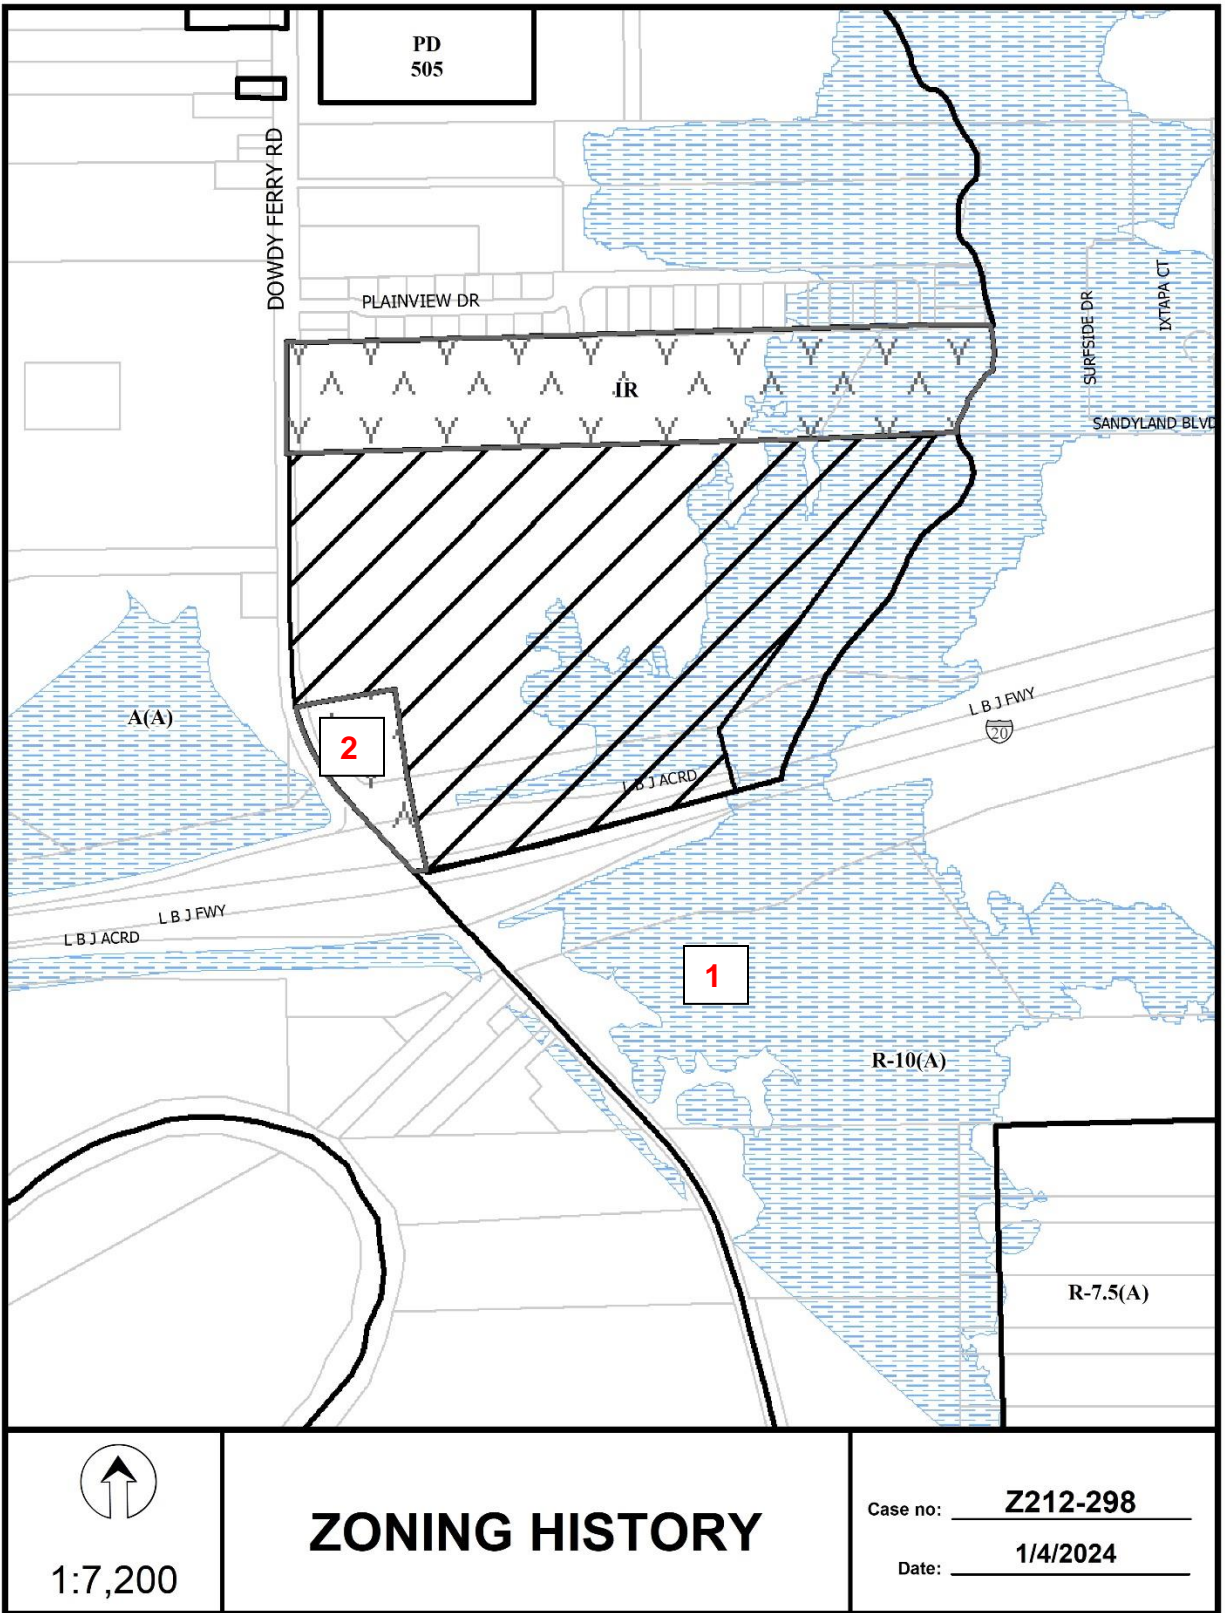 PD
505
DOWDY FERRY RD
PLAINVIEW DR
SURFSIDE DR
IXTAPA CT
IR
SANDYLAND BLVD
A(A)
2
L B J FWY
20
L B J ACRD
L B J FWY
L B J ACRD
1
R-10(A)
R-7.5(A)
1:7,200
ZONING HISTORY
Case no: Z212-298
Date: 1/4/2024